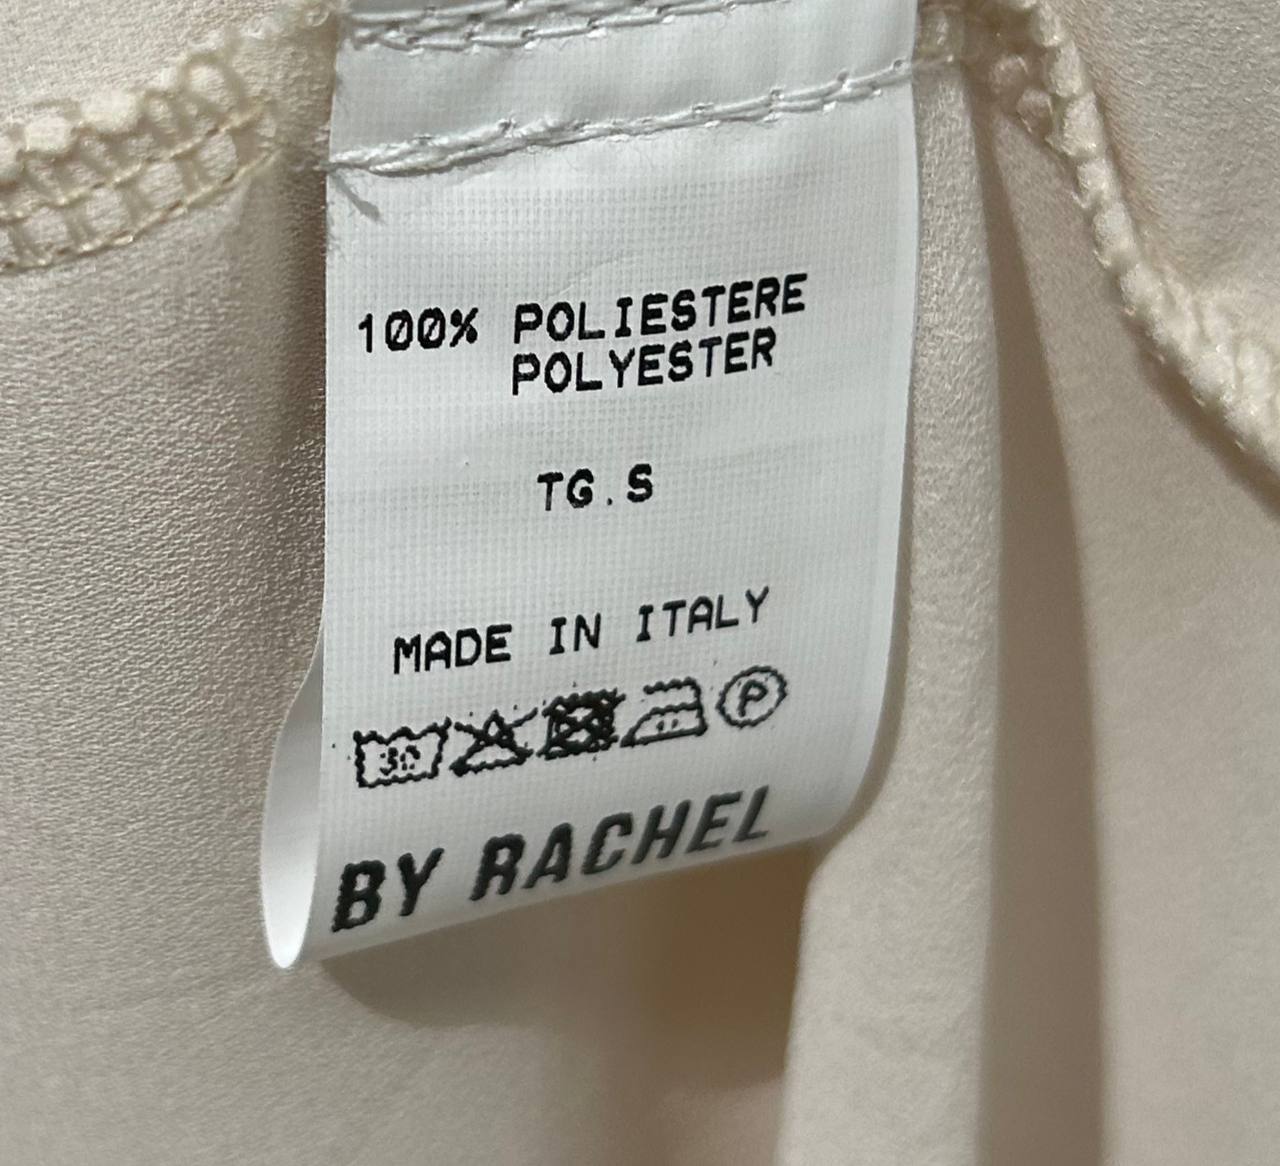 100% POLIESTERE
POLYESTER
TG.S
MADE IN ITALY
30 P
BY RACHEL